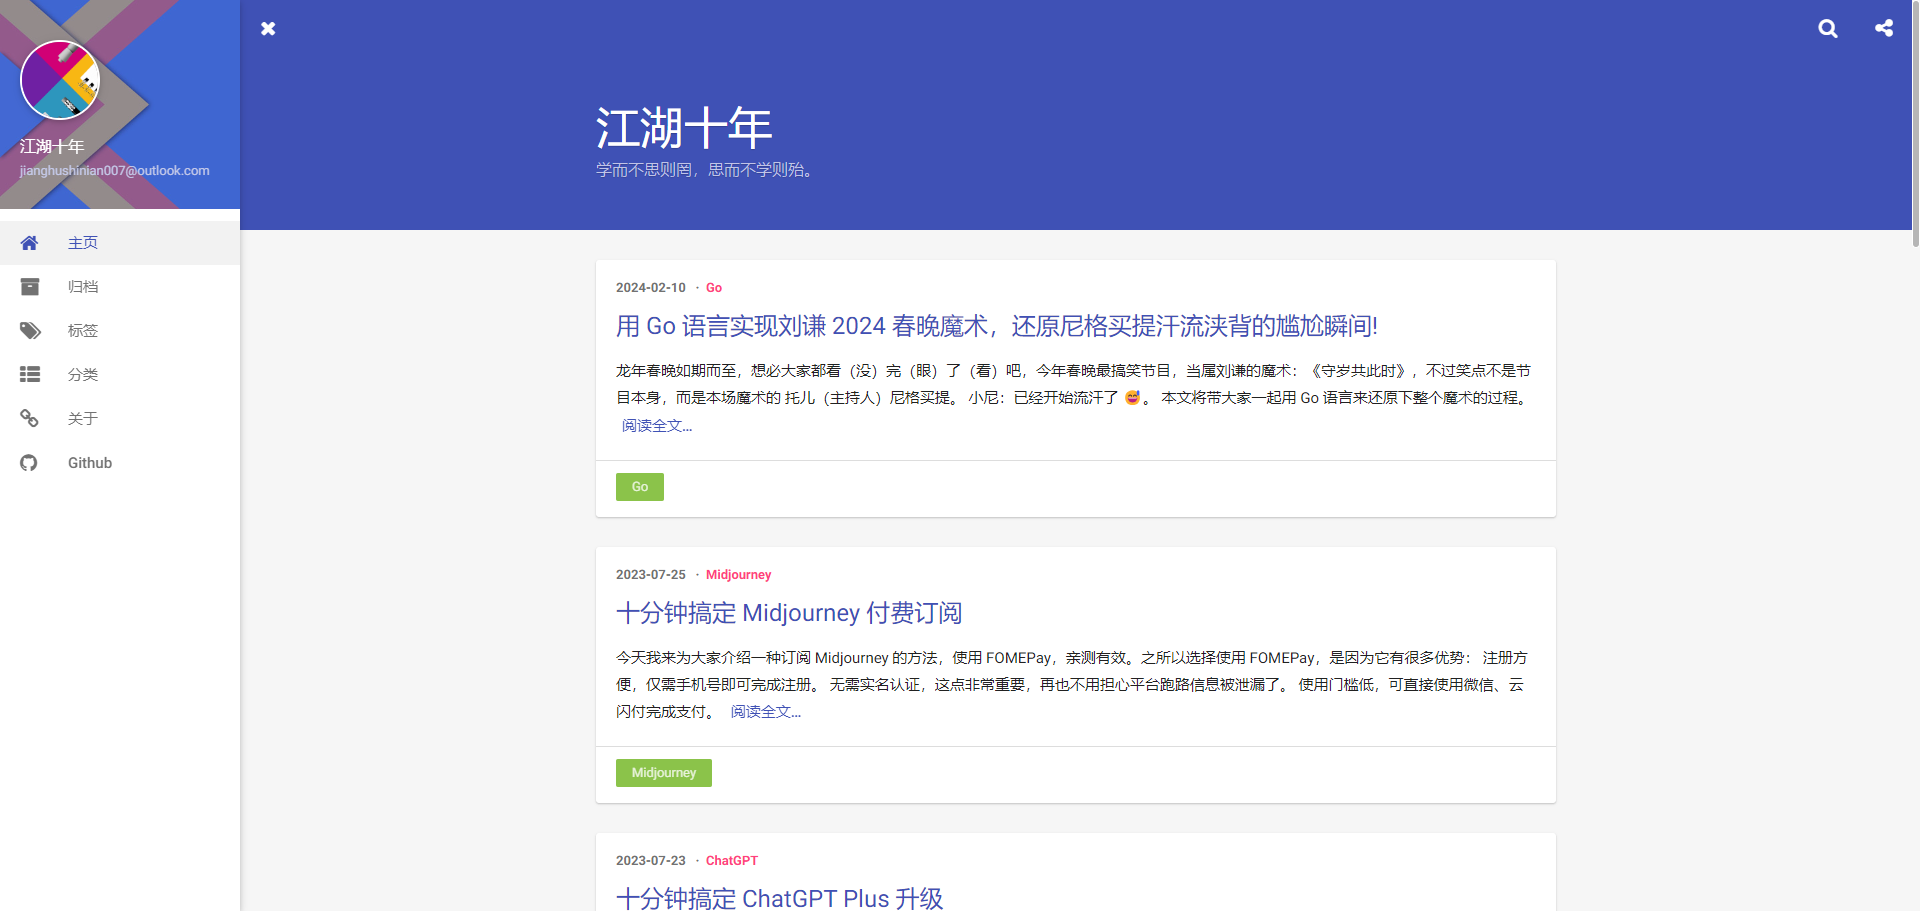 江湖十年
jianghushinian007@outlook.com
主页
归档
标签
分类
关于
Github
江湖十年
学而不思则罔，思而不学则殆。
2024-02-10 · Go
用 Go 语言实现刘谦 2024 春晚魔术，还原尼格买提汗流浃背的尴尬瞬间!
龙年春晚如期而至，想必大家都看（没）完（眼）了（看）吧，今年春晚最搞笑节目，当属刘谦的魔术：《守岁共此时》，不过笑点不是节
目本身，而是本场魔术的 托儿（主持人）尼格买提。 小尼：已经开始流汗了 😅。 本文将带大家一起用 Go 语言来还原下整个魔术的过程。
阅读全文...
Go
2023-07-25 · Midjourney
十分钟搞定 Midjourney 付费订阅
今天我来为大家介绍一种订阅 Midjourney 的方法，使用 FOMEPay，亲测有效。之所以选择使用 FOMEPay，是因为它有很多优势： 注册方
便，仅需手机号即可完成注册。 无需实名认证，这点非常重要，再也不用担心平台跑路信息被泄漏了。 使用门槛低，可直接使用微信、云
闪付完成支付。 阅读全文...
Midjourney
2023-07-23 · ChatGPT
十分钟搞定 ChatGPT Plus 升级